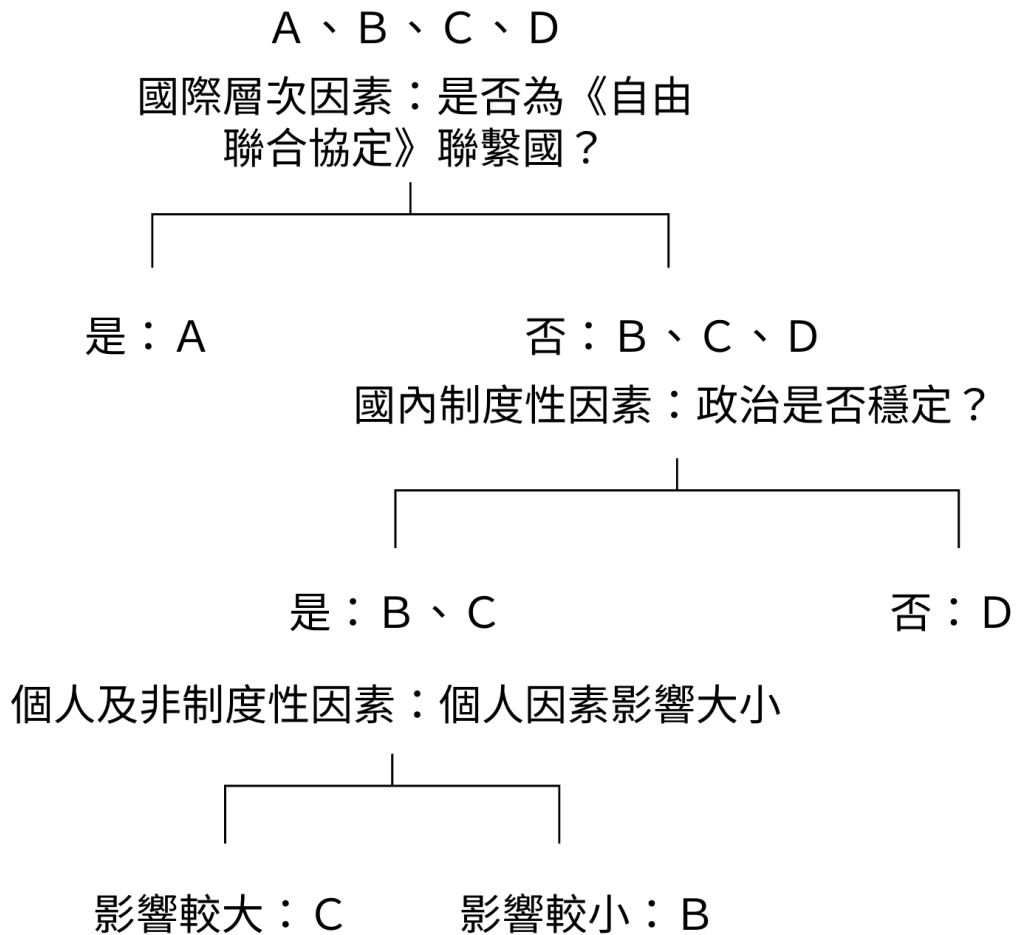 A、B、C、D
國際層次因素：是否為《自由
聯合協定》聯繫國？
是：A
否：B、C、D
國內制度性因素：政治是否穩定？
是：B、C
否：D
個人及非制度性因素：個人因素影響大小
影響較大：C
影響較小：B